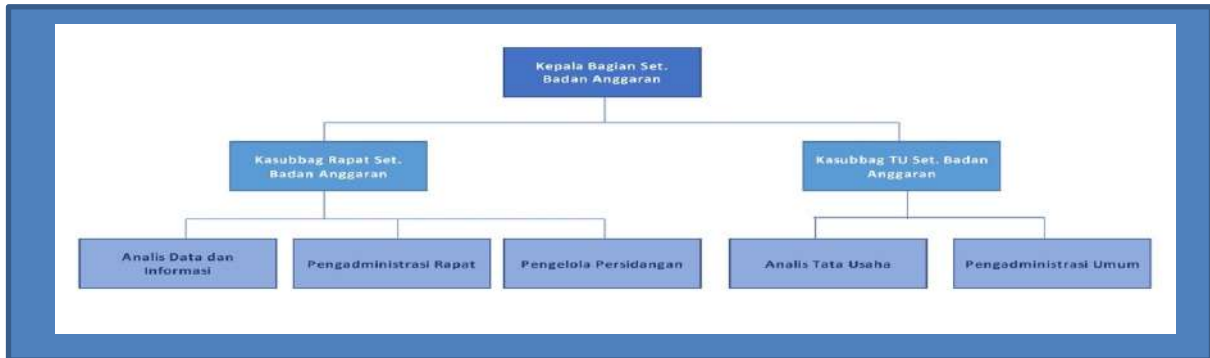 Kepala Bagian Set.
Badan Anggaran
Kasubbag Rapat Set.
Badan Anggaran
Kasubbag TU Set. Badan
Anggaran
Analis Data dan
Informasi
Pengadministrasi Rapat
Pengelola Persidangan
Analis Tata Usaha
Pengadministrasi Umum